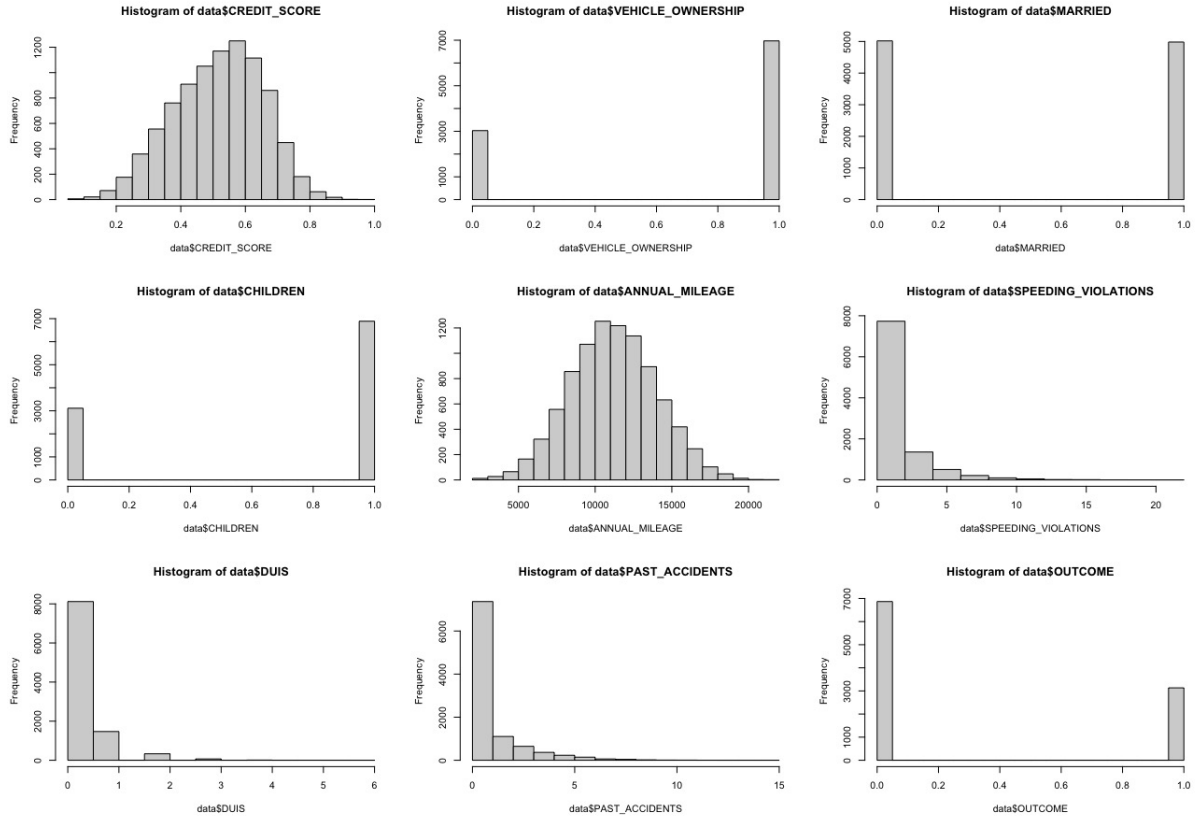 Histogram of data$CREDIT_SCORE
Frequency
0 200 400 600 800 1200
0.2 0.4 0.6 0.8 1.0
data$CREDIT_SCORE
Histogram of data$VEHICLE_OWNERSHIP
Frequency
0 1000 3000 5000 7000
0.0 0.2 0.4 0.6 0.8 1.0
data$VEHICLE_OWNERSHIP
Histogram of data$MARRIED
Frequency
0 1000 2000 3000 4000 5000
0.0 0.2 0.4 0.6 0.8 1.0
data$MARRIED
Histogram of data$CHILDREN
Frequency
0 1000 3000 5000 7000
0.0 0.2 0.4 0.6 0.8 1.0
data$CHILDREN
Histogram of data$ANNUAL_MILEAGE
Frequency
0 200 400 600 800 1200
5000 10000 15000 20000
data$ANNUAL_MILEAGE
Histogram of data$SPEEDING_VIOLATIONS
Frequency
0 2000 4000 6000 8000
0 5 10 15 20
data$SPEEDING_VIOLATIONS
Histogram of data$DUIS
Frequency
0 2000 4000 6000 8000
0 1 2 3 4 5 6
data$DUIS
Histogram of data$PAST_ACCIDENTS
Frequency
0 2000 4000 6000
0 5 10 15
data$PAST_ACCIDENTS
Histogram of data$OUTCOME
Frequency
0 1000 3000 5000 7000
0.0 0.2 0.4 0.6 0.8 1.0
data$OUTCOME